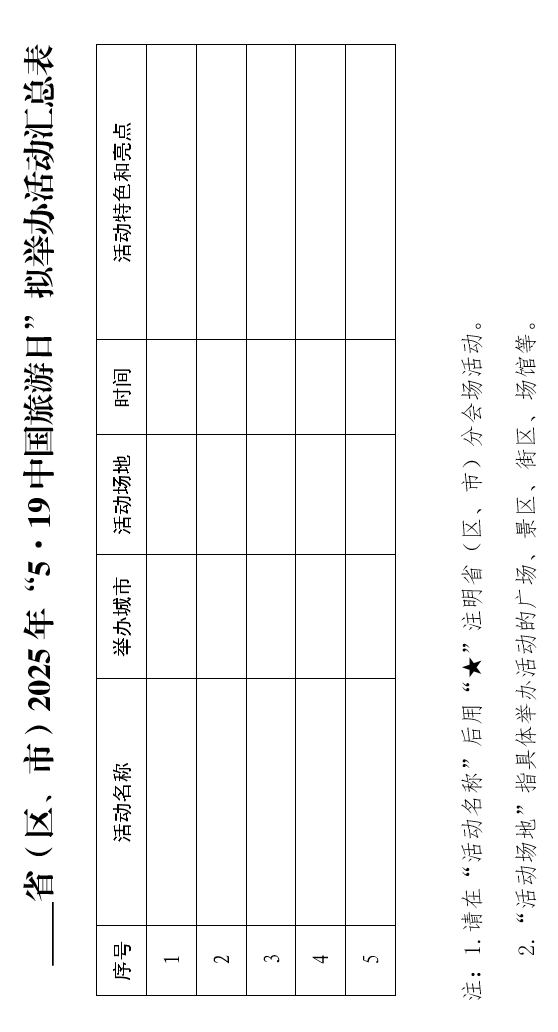 ___省（区、市）2025年“5·19中国旅游日”拟举办活动汇总表
序号 活动名称 举办城市 活动场地 时间 活动特色和亮点
1
2
3
4
5
注：1.请在“活动名称”后用“★”注明省（区、市）分会场活动。
2.“活动场地”指具体举办活动的广场、景区、街区、场馆等。